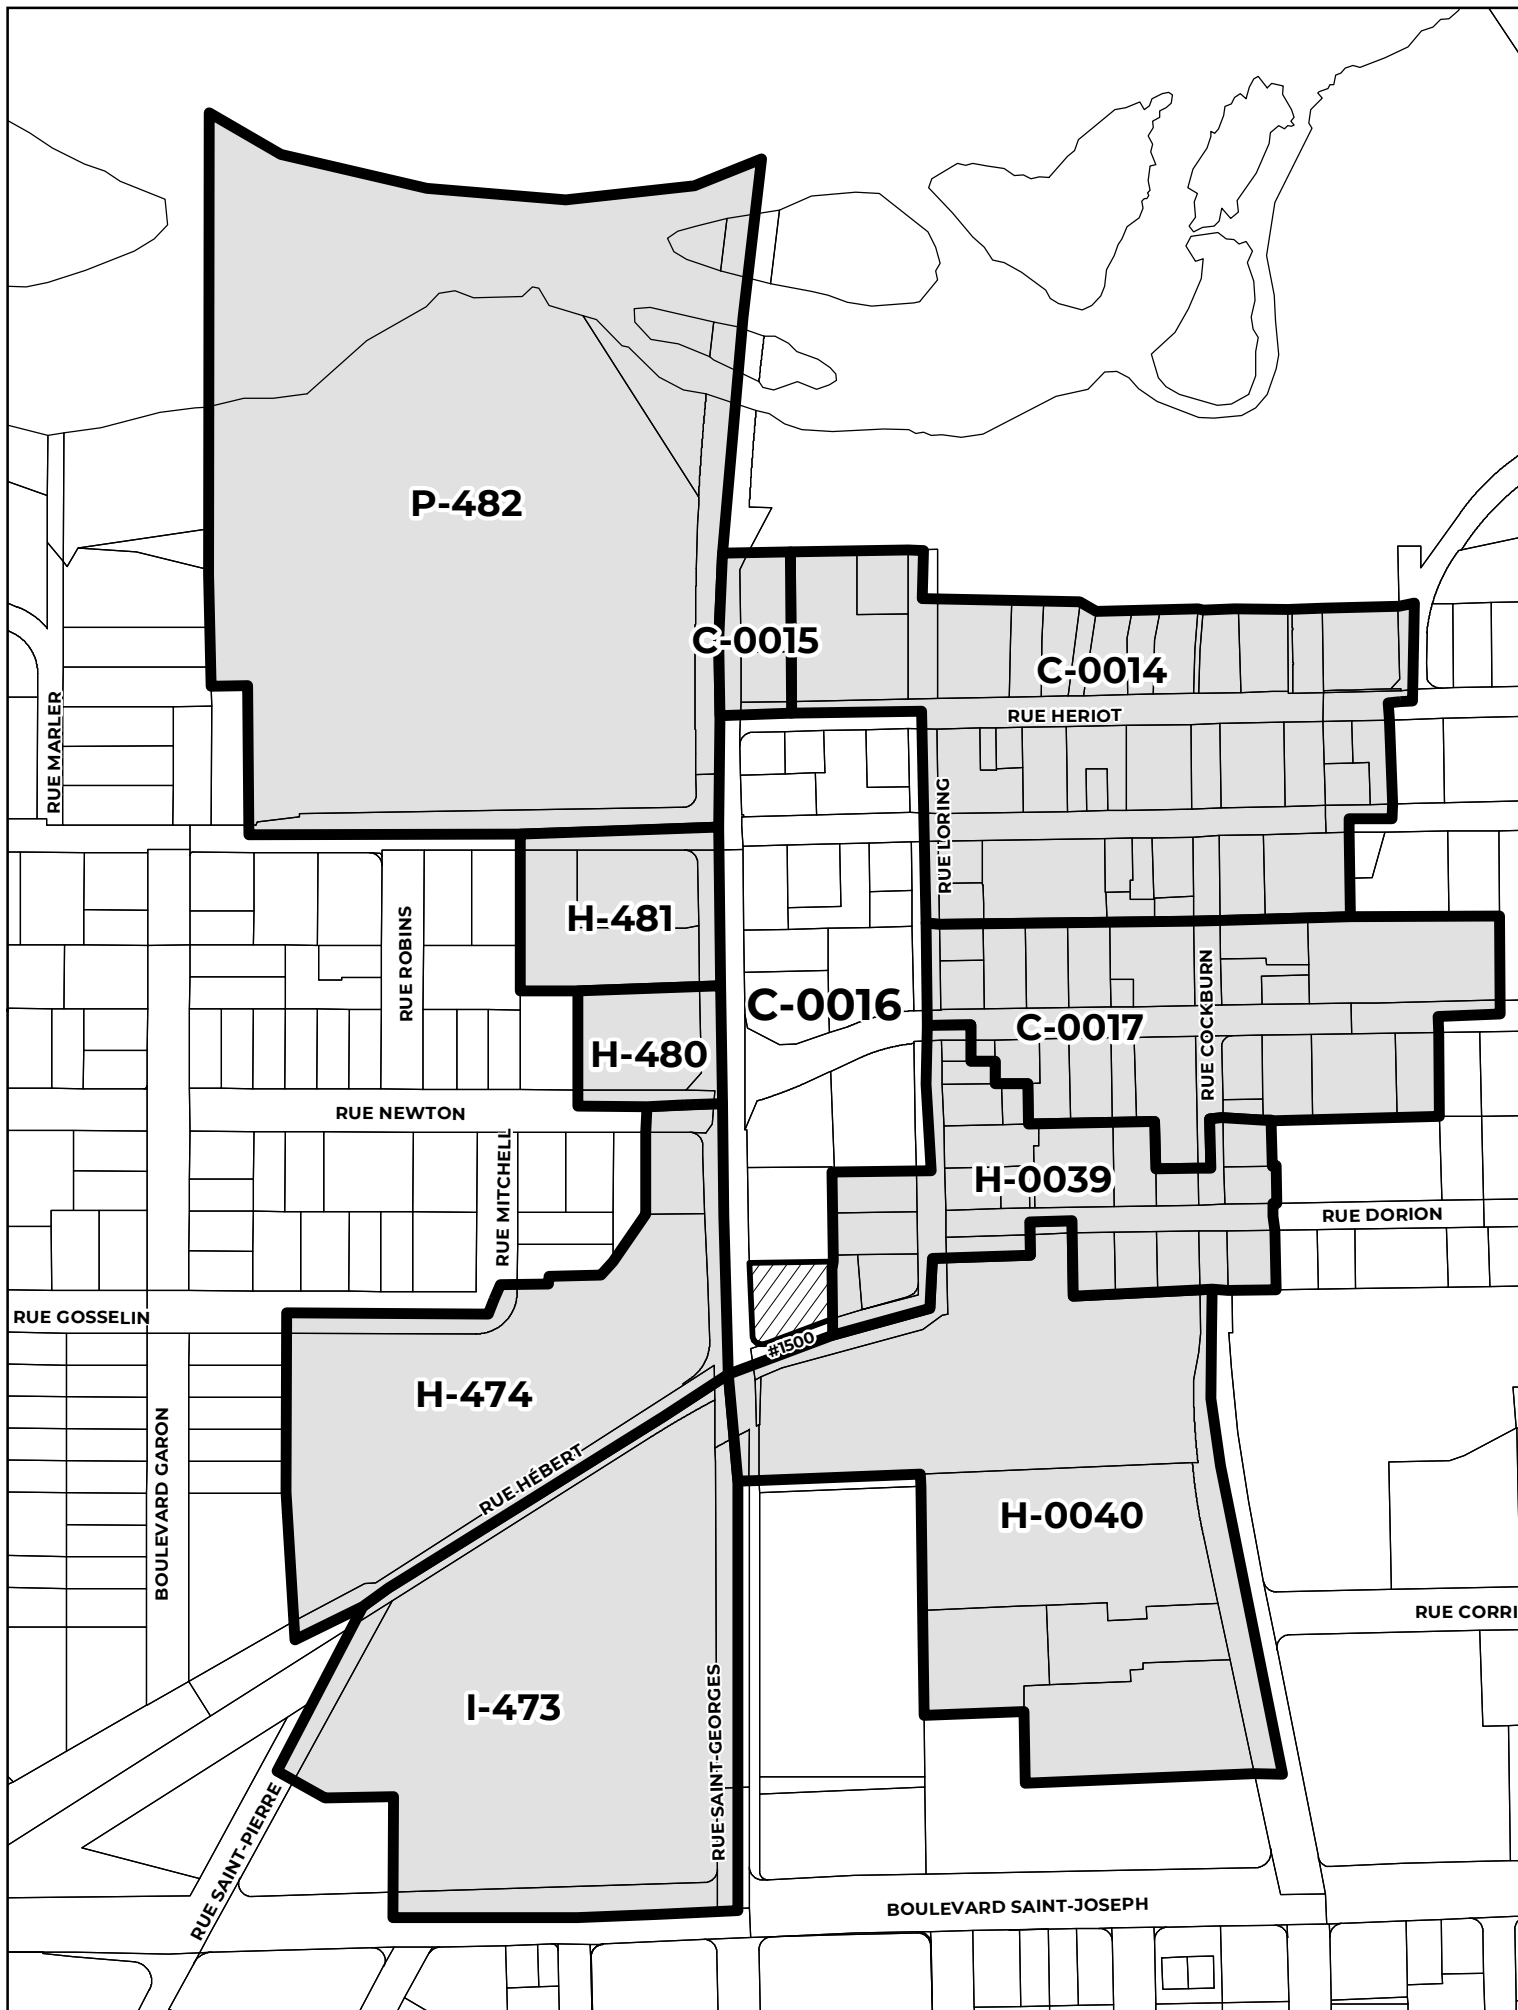 P-482
C-0015
C-0014
RUE HERIOT
RUE MARLER
RUE LORING
H-481
RUE ROBINS
C-0016
RUE COCKBURN
C-0017
H-480
RUE NEWTON
RUE MITCHELL
H-0039
RUE DORION
RUE GOSSELIN
#1500
H-474
BOULEVARD GARON
RUE HÉBERT
H-0040
RUE CORRI
I-473
RUE SAINT-GEORGES
RUE SAINT-PIERRE
BOULEVARD SAINT-JOSEPH